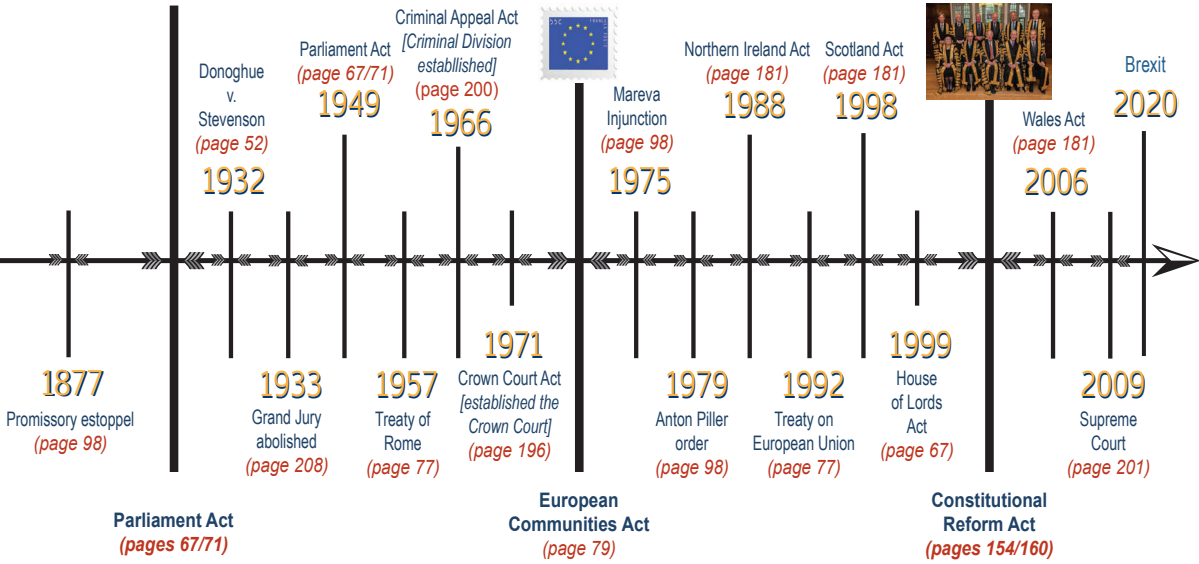 1877
Promissory estoppel
(page 98)
Parliament Act
(pages 67/71)
Donoghue
v.
Stevenson
(page 52)
1932
1933
Grand Jury
abolished
(page 208)
Parliament Act
(page 67/71)
1949
1957
Treaty of
Rome
(page 77)
Criminal Appeal Act
[Criminal Division
establlished]
(page 200)
1966
1971
Crown Court Act
[established the
Crown Court]
(page 196)
55c
FRANCE
European
Communities Act
(page 79)
Mareva
Injunction
(page 98)
1975
1979
Anton Piller
order
(page 98)
Northern Ireland Act
(page 181)
1988
1992
Treaty on
European Union
(page 77)
Scotland Act
(page 181)
1998
1999
House
of Lords
Act
(page 67)
Constitutional
Reform Act
(pages 154/160)
Wales Act
(page 181)
2006
2009
Supreme
Court
(page 201)
Brexit
2020